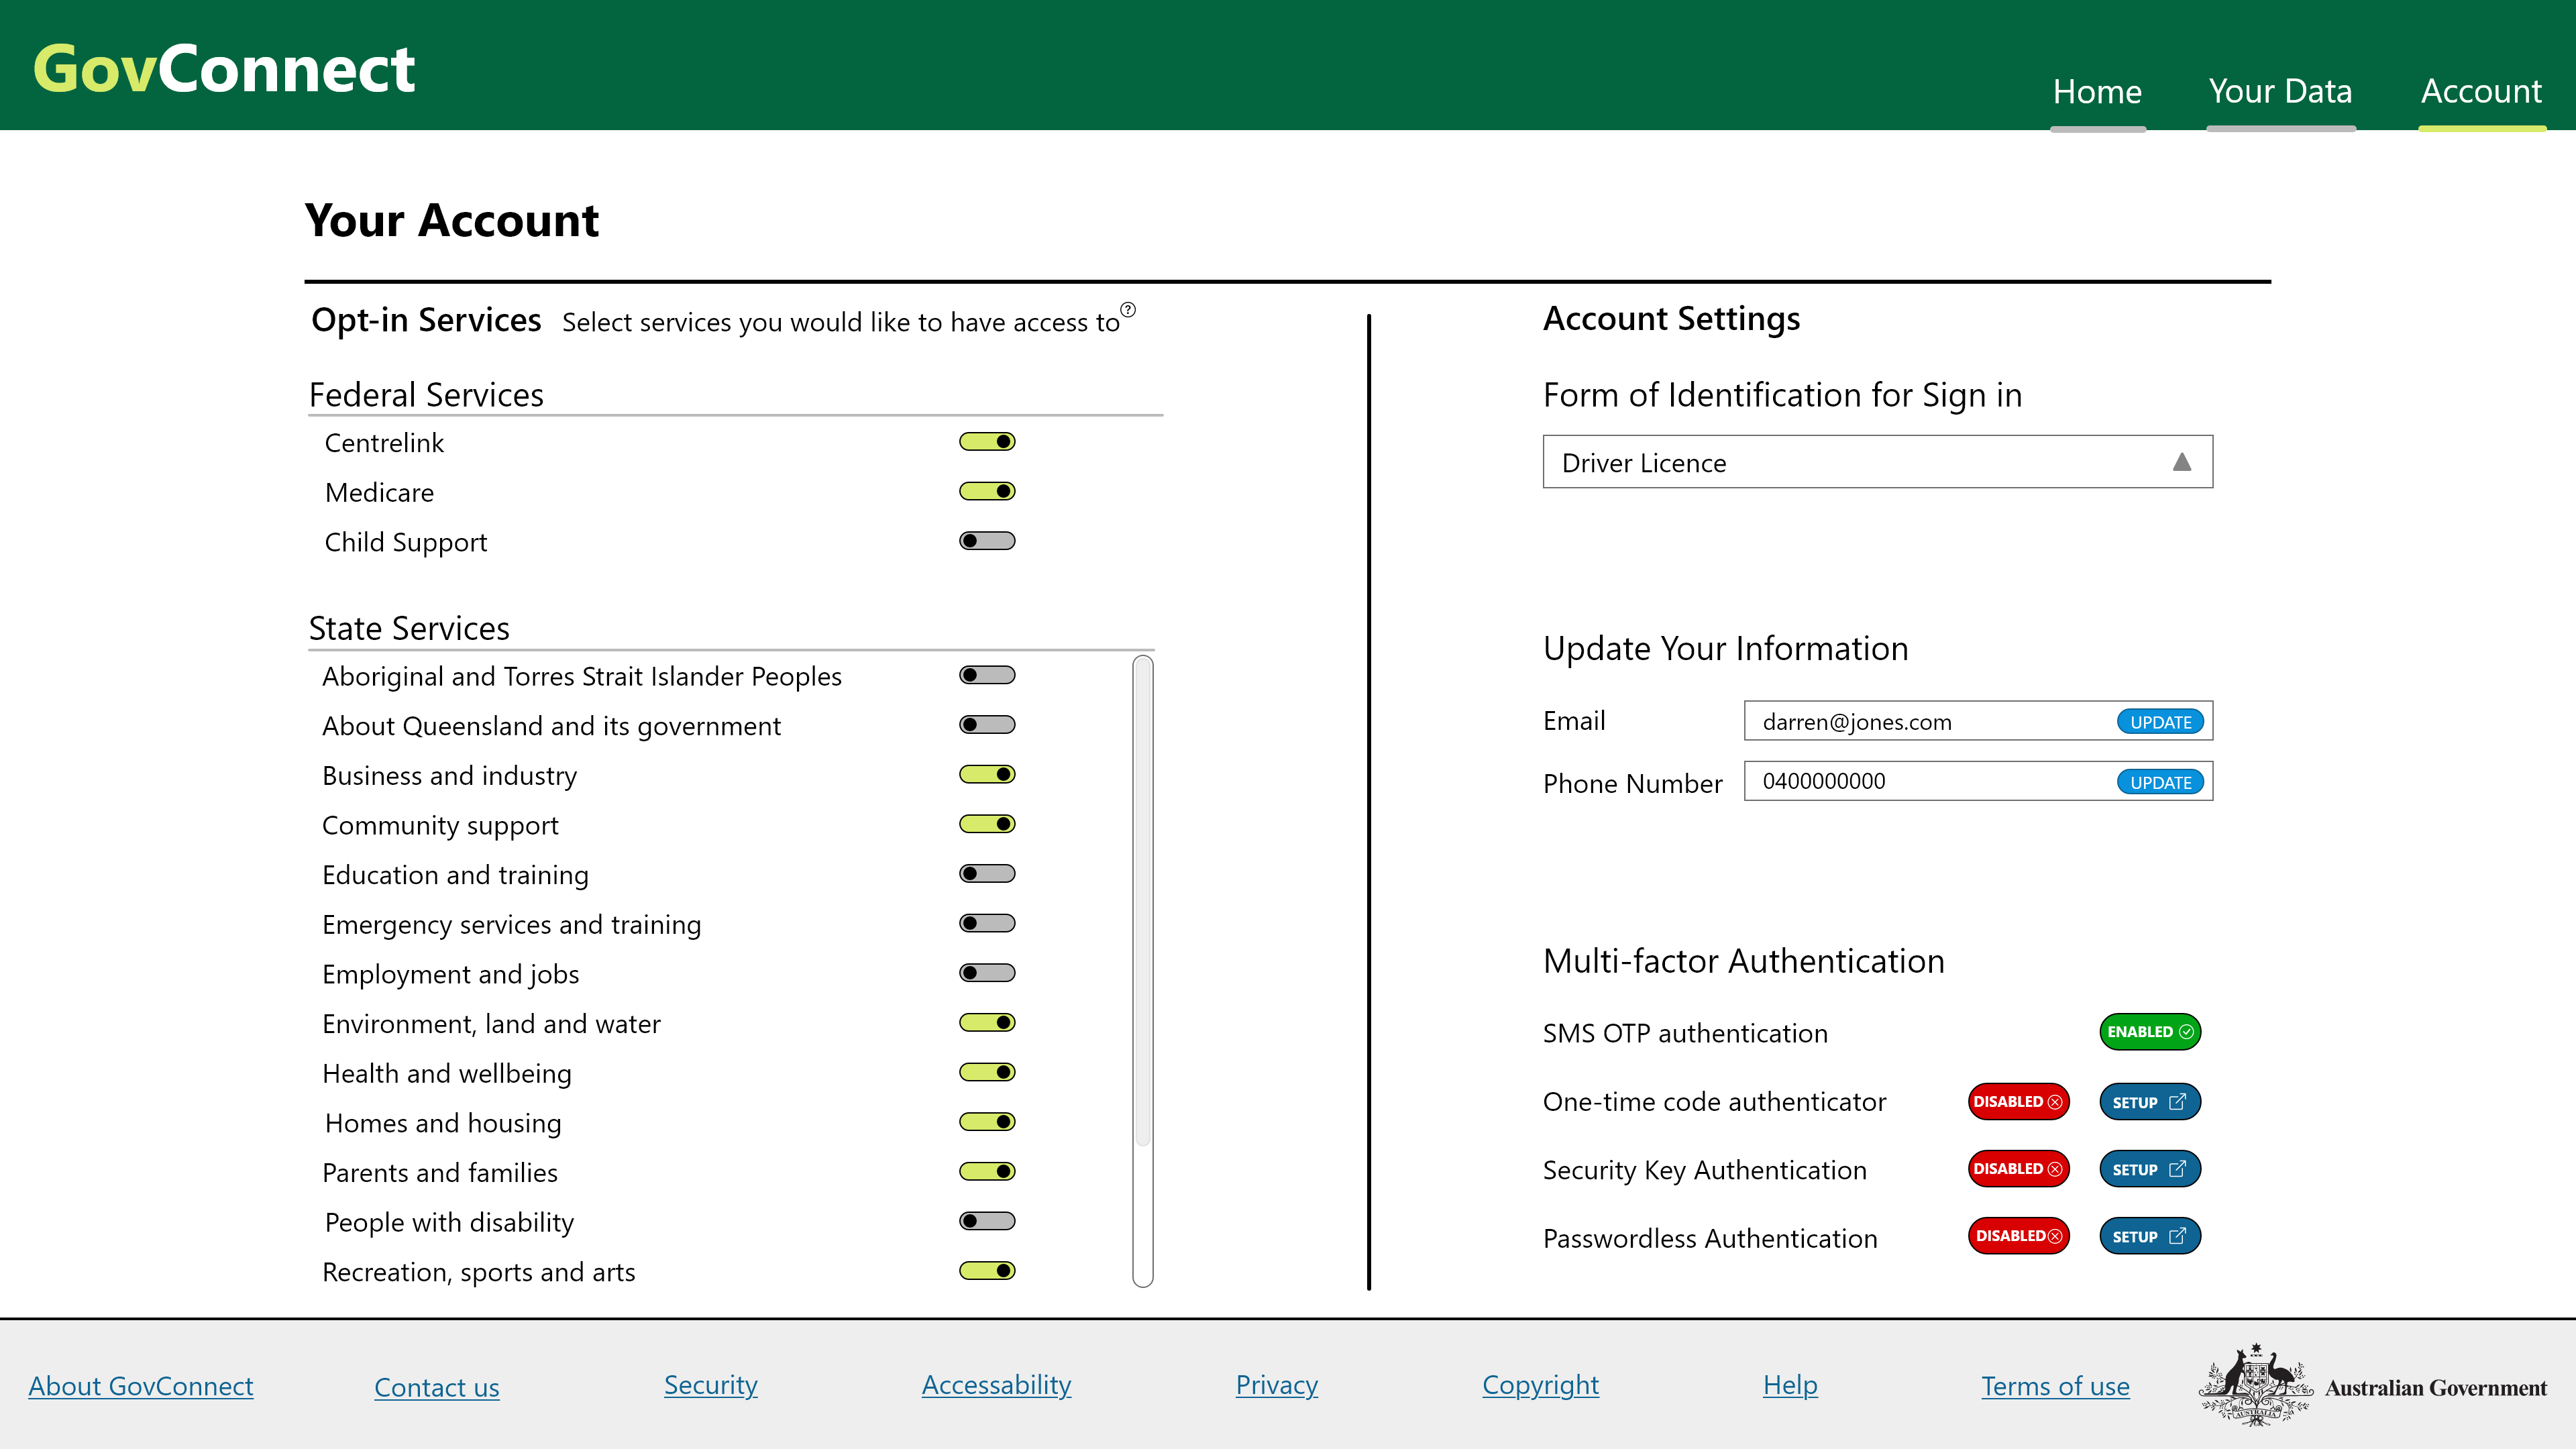 GovConnect
Home
Your Data
Account
Your Account
Opt-in Services Select services you would like to have access to ?
Federal Services
Centrelink
Medicare
Child Support
State Services
Aboriginal and Torres Strait Islander Peoples
About Queensland and its government
Business and industry
Community support
Education and training
Emergency services and training
Employment and jobs
Environment, land and water
Health and wellbeing
Homes and housing
Parents and families
People with disability
Recreation, sports and arts
Account Settings
Form of Identification for Sign in
Driver Licence
Update Your Information
Email darren@jones.com UPDATE
Phone Number 0400000000 UPDATE
Multi-factor Authentication
SMS OTP authentication ENABLED
One-time code authenticator DISABLED SETUP
Security Key Authentication DISABLED SETUP
Passwordless Authentication DISABLED SETUP
About GovConnect
Contact us
Security
Accessability
Privacy
Copyright
Help
Terms of use
AUSTRALIA
Australian Government